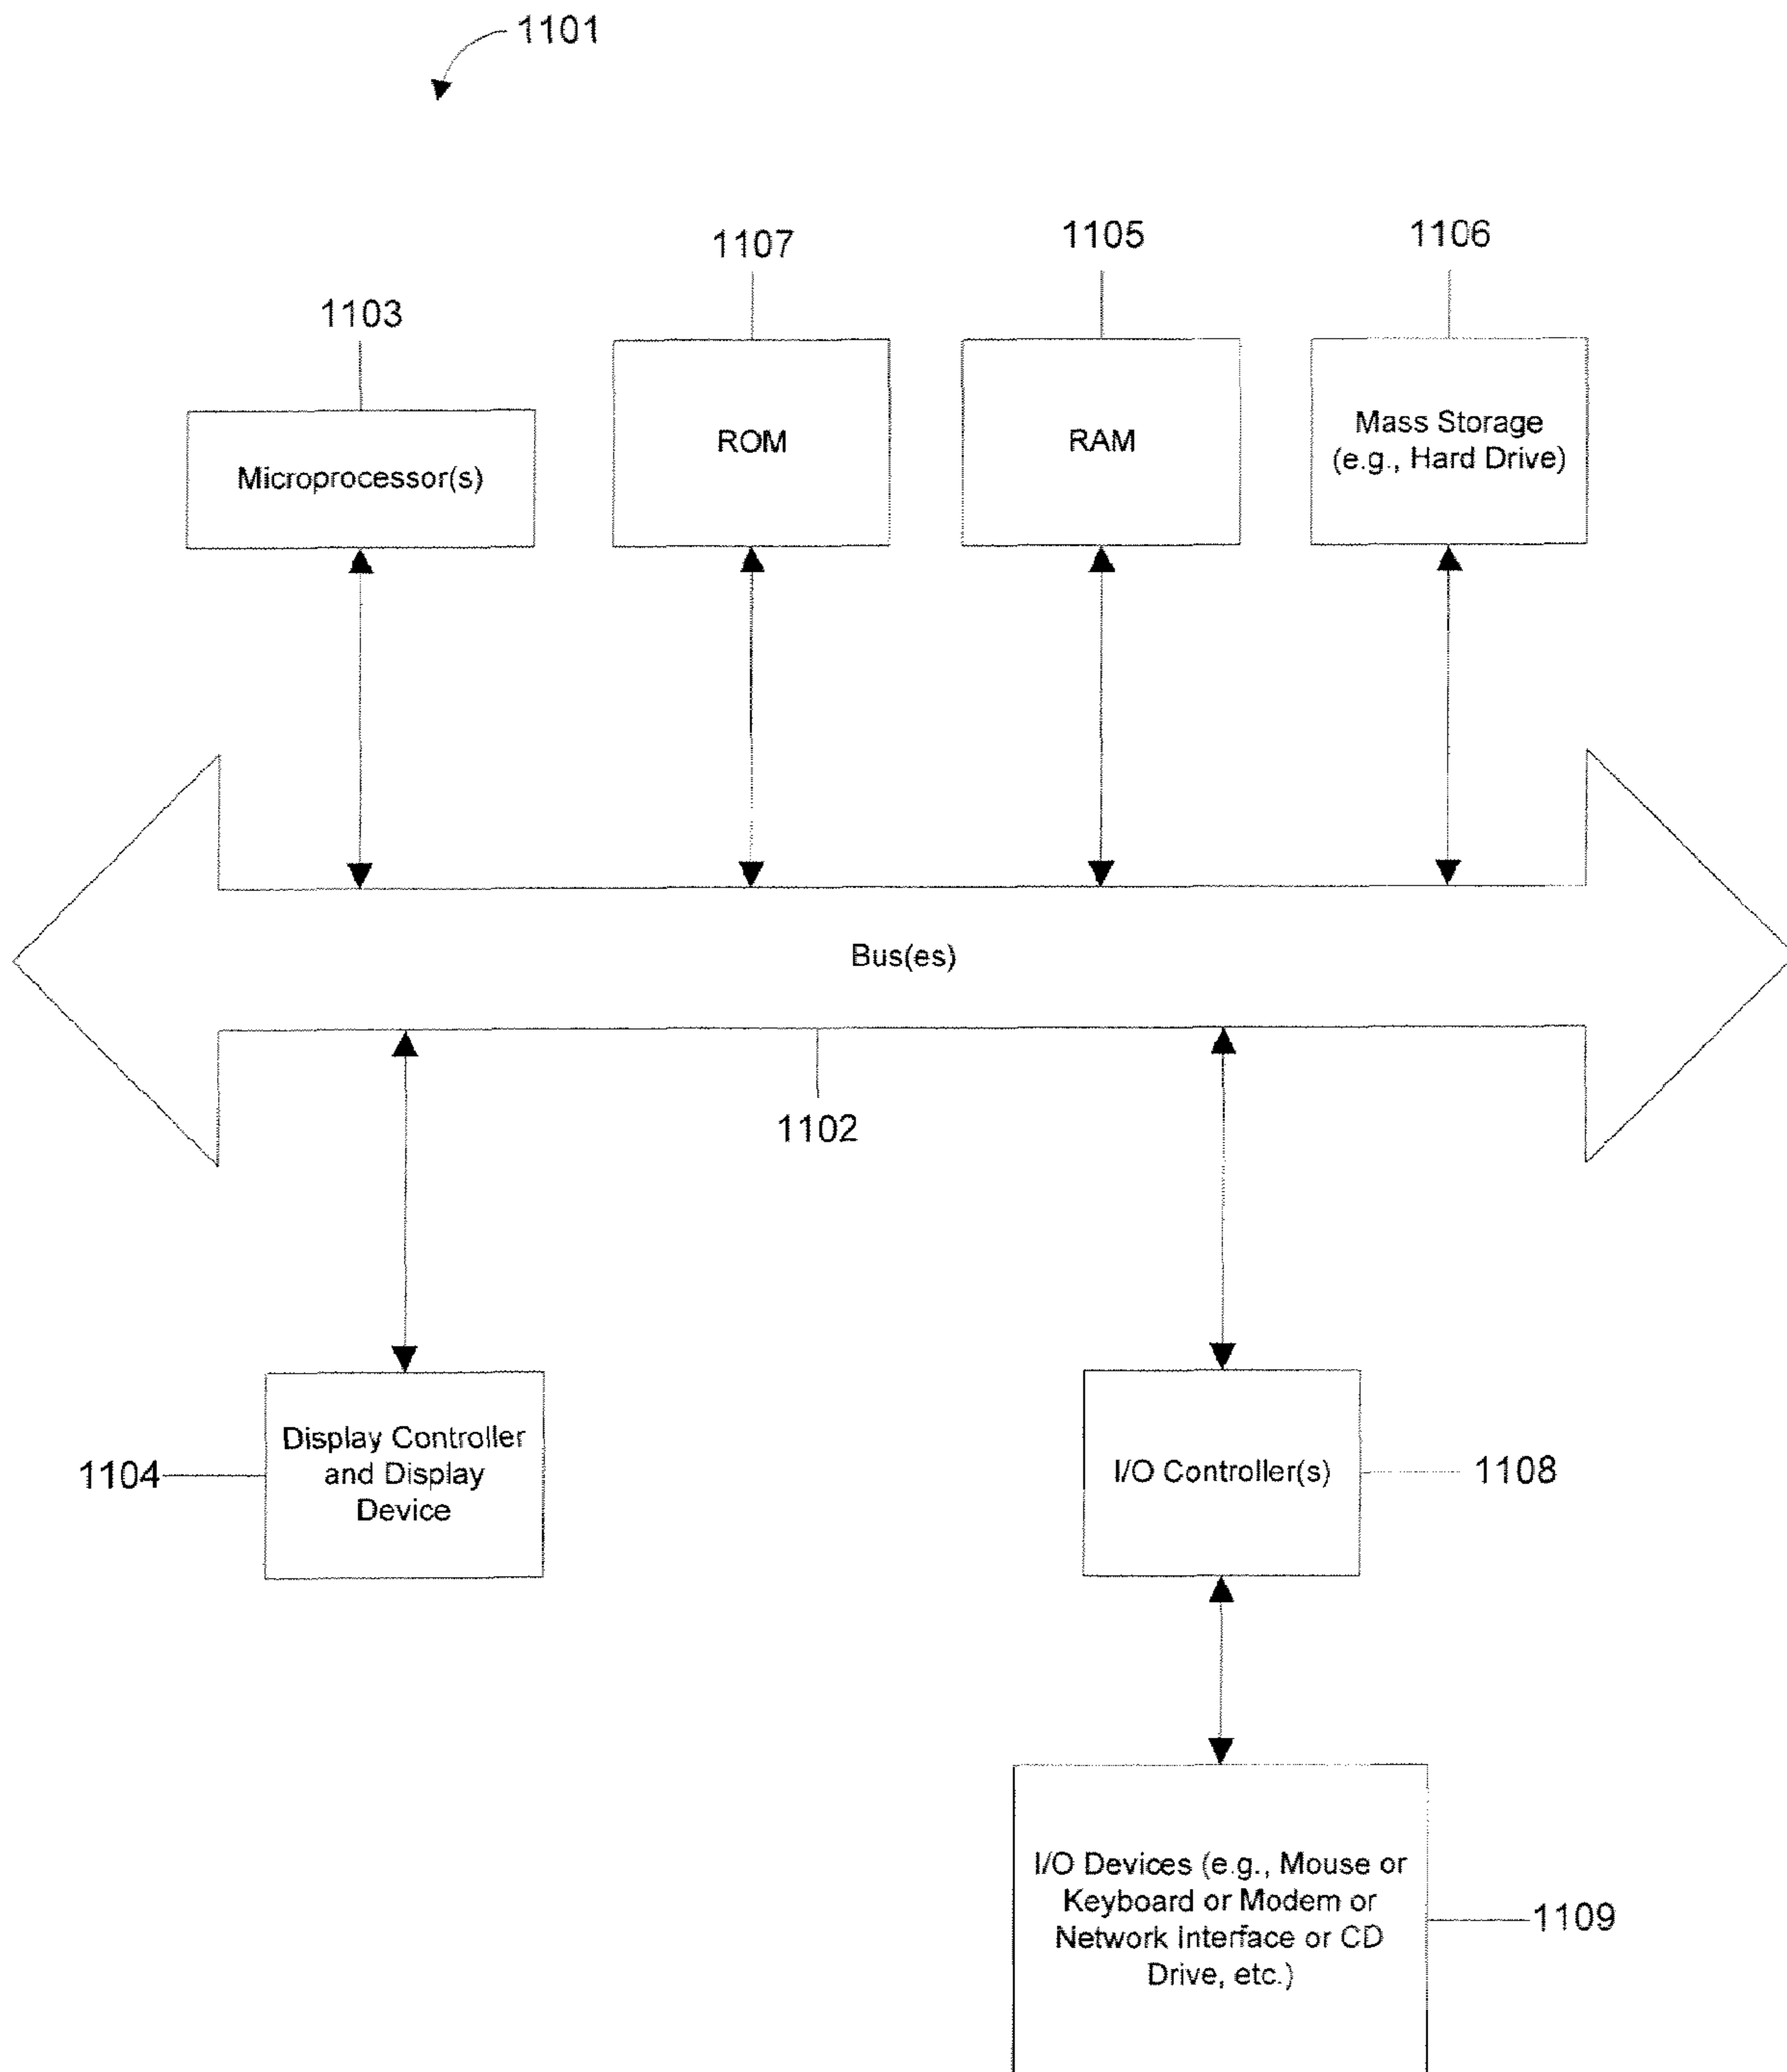 1101
1107
1105
1106
1103
ROM
RAM
Mass Storage
(e.g., Hard Drive)
Microprocessor(s)
Bus(es)
1102
Display Controller
and Display
Device
1104
I/O Controller(s)
1108
I/O Devices (e.g., Mouse or
Keyboard or Modem or
Network Interface or CD
Drive, etc.)
1109